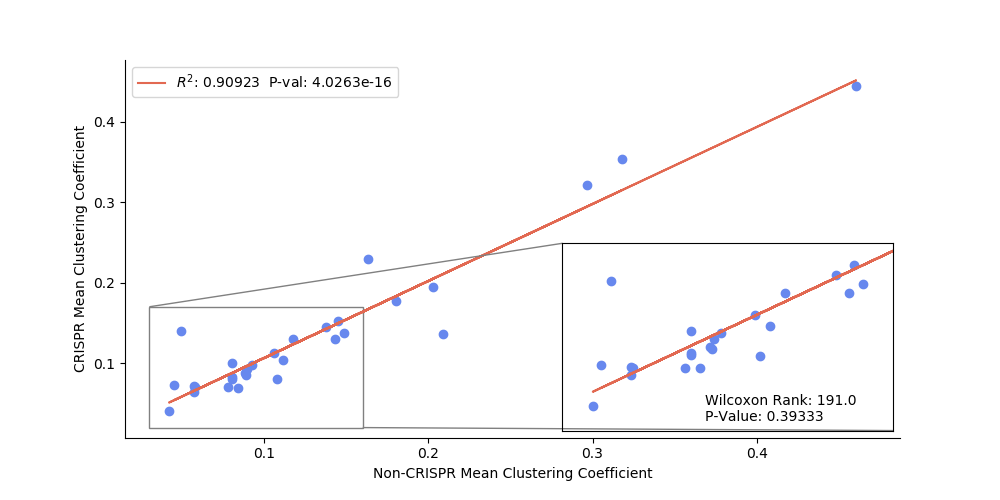 R²: 0.90923 P-val: 4.0263e-16
CRISPR Mean Clustering Coefficient
0.4
0.3
0.2
0.1
Wilcoxon Rank: 191.0
P-Value: 0.39333
0.1 0.2 0.3 0.4
Non-CRISPR Mean Clustering Coefficient